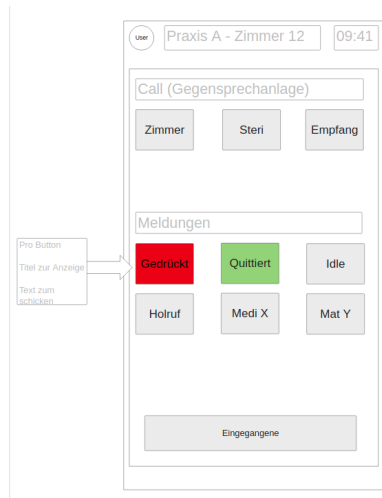 User
Praxis A - Zimmer 12
09:41
Call (Gegensprechanlage)
Zimmer
Steri
Empfang
Meldungen
Pro Button
Titel zur Anzeige
Text zum
schicken
Gedrückt
Quittiert
Idle
Holruf
Medi X
Mat Y
Eingegangene